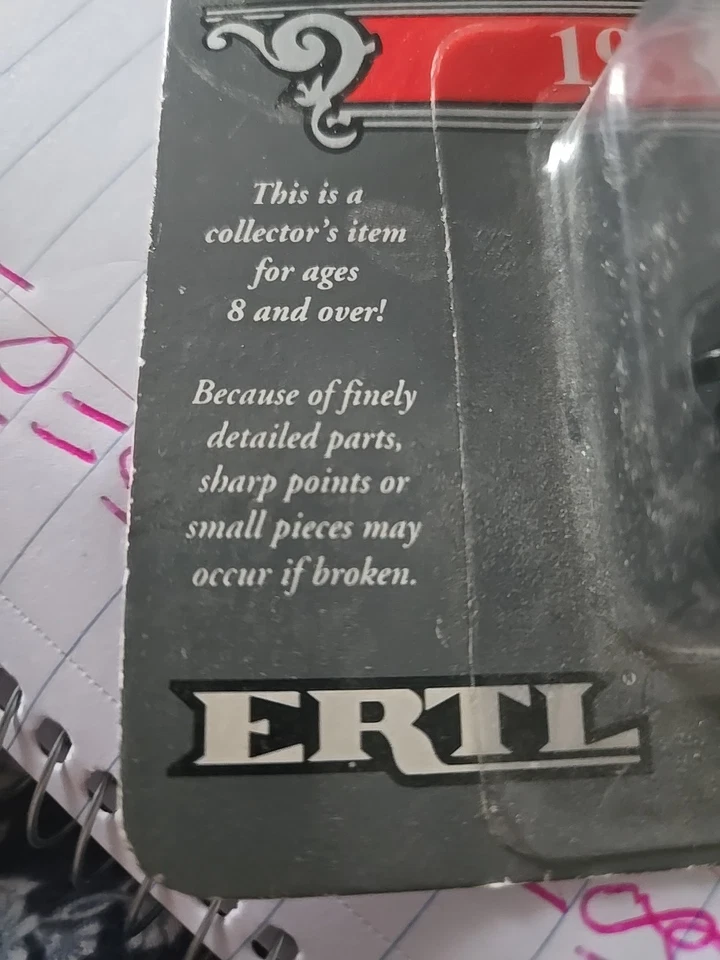 19
This is a
collector's item
for ages
8 and over!
Because of finely
detailed parts,
sharp points or
small pieces may
occur if broken.
ERTL®